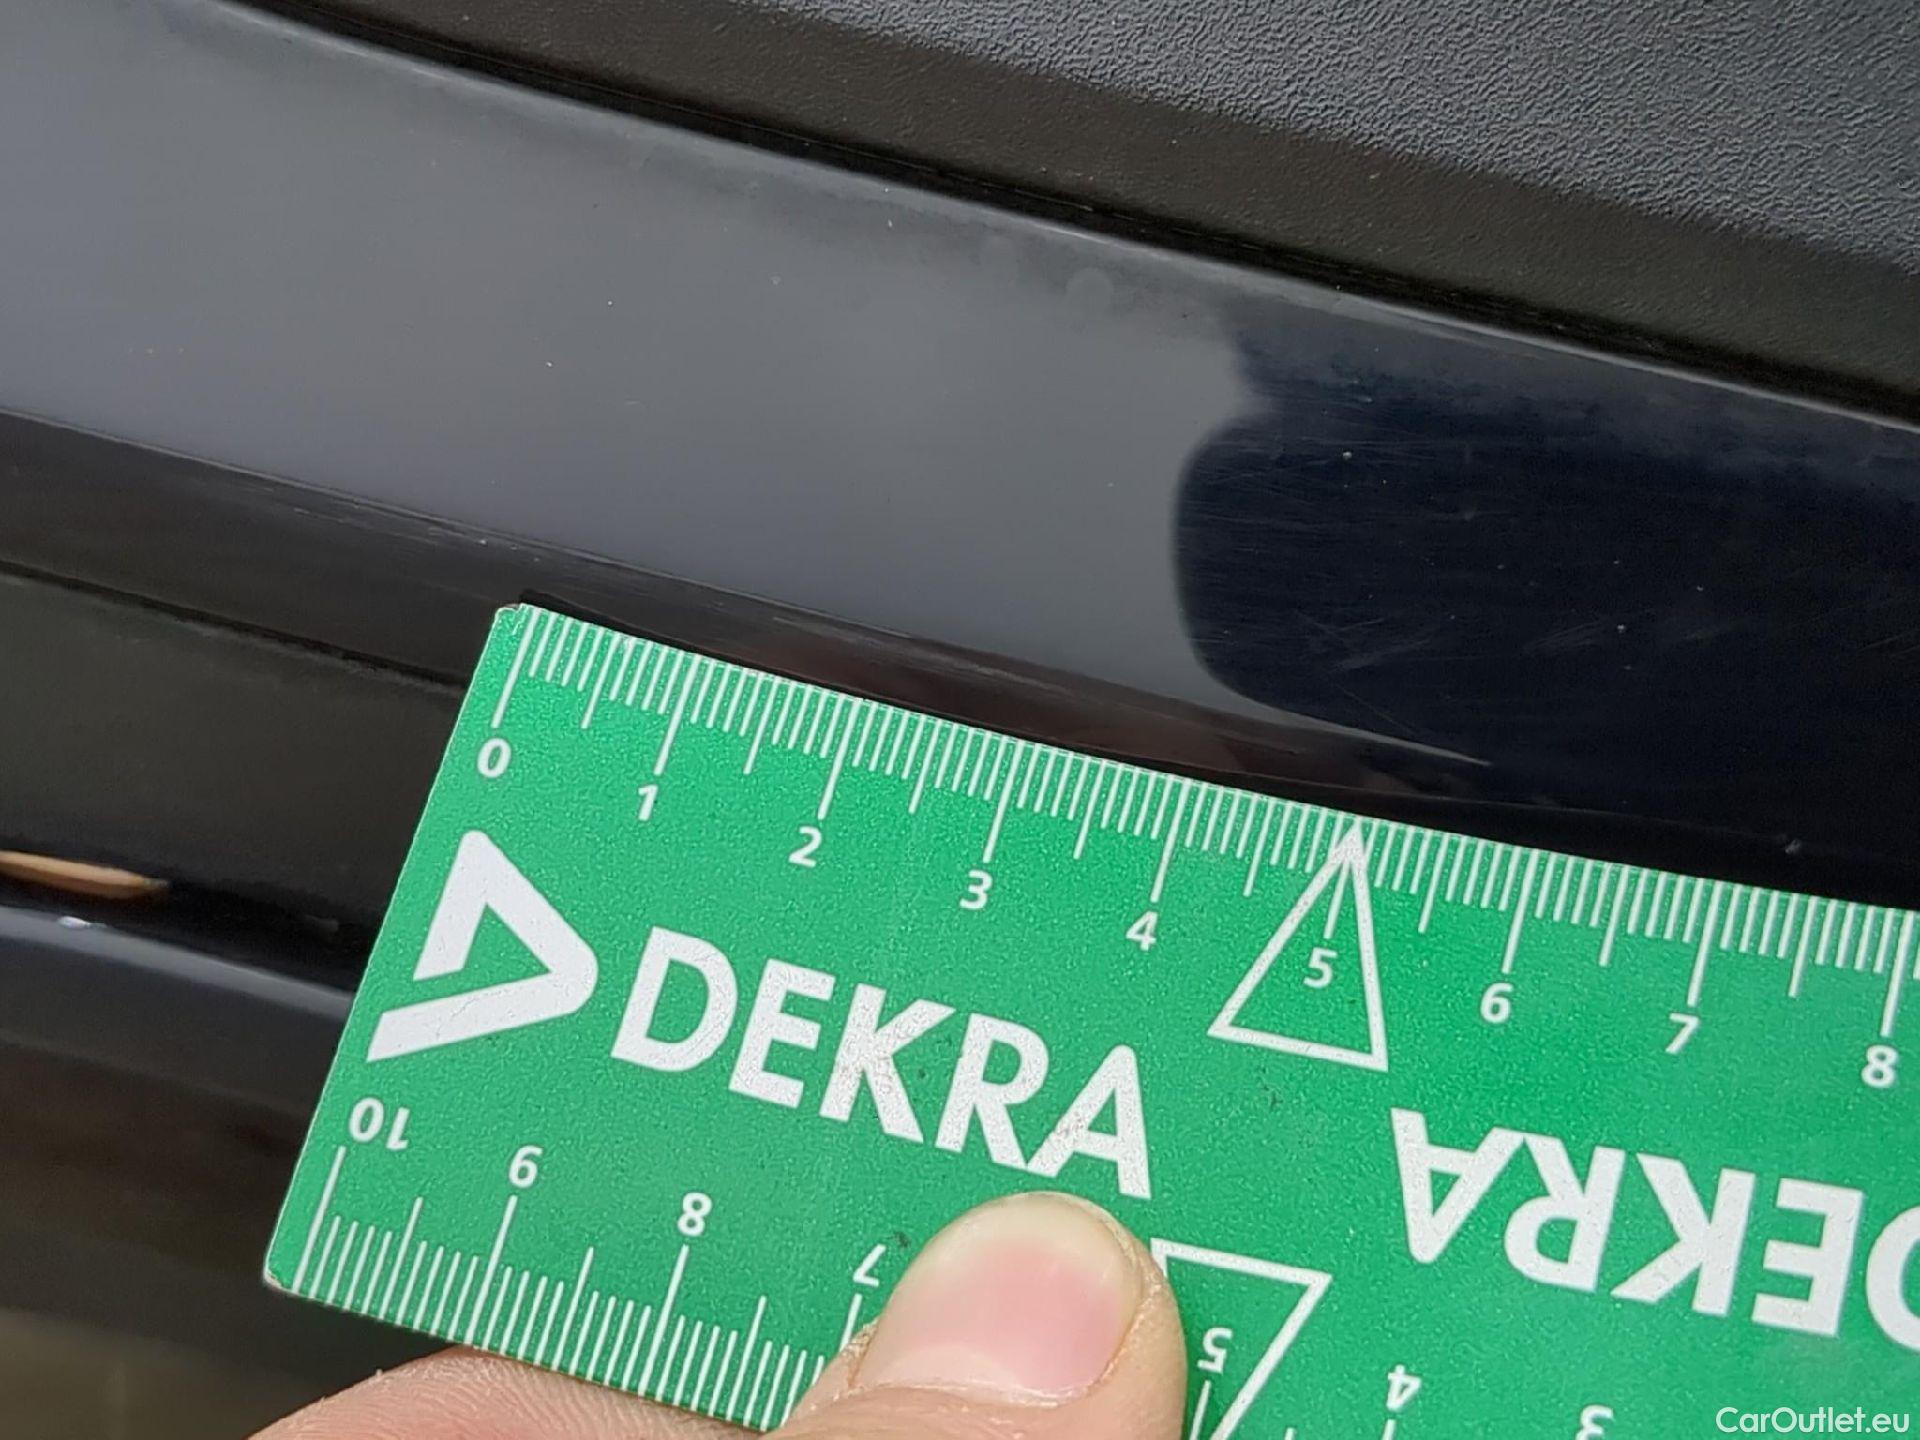 0 1 2 3 4 5 6 7 8
DEKRA
DEKRA
10 9 8 7 5 4 3
CarOutlet.eu